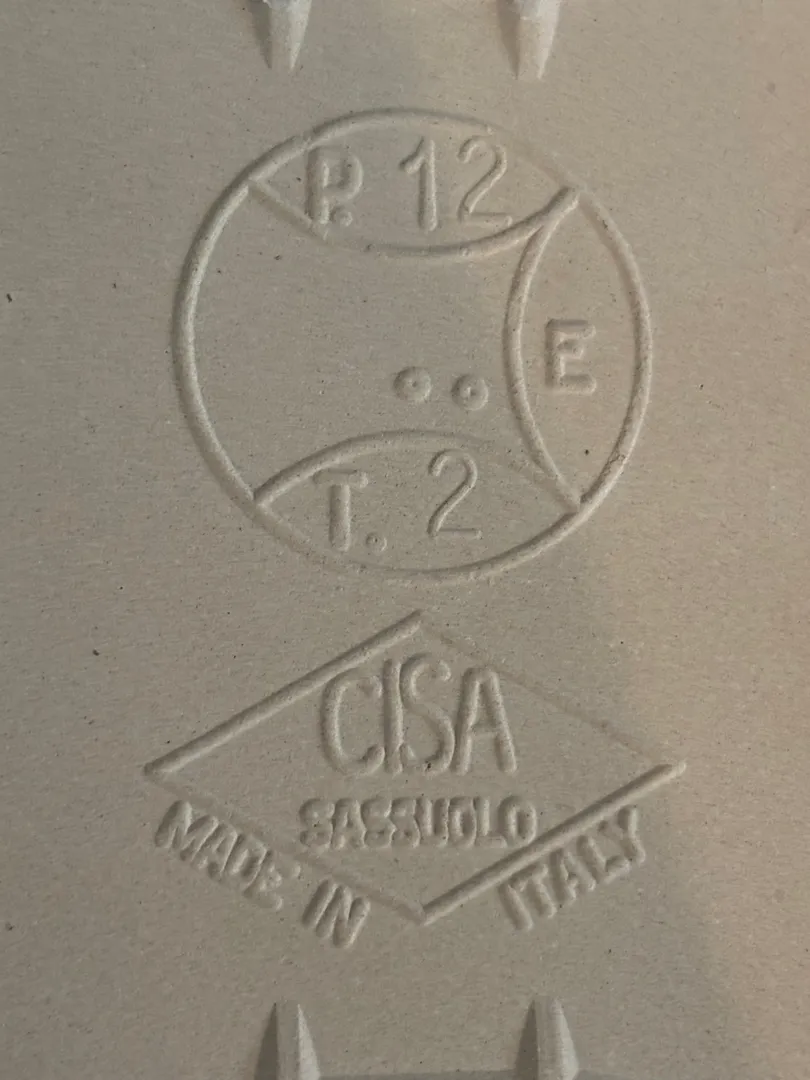 P. 12
E
T. 2
CISA
SASSUOLO
MADE IN ITALY